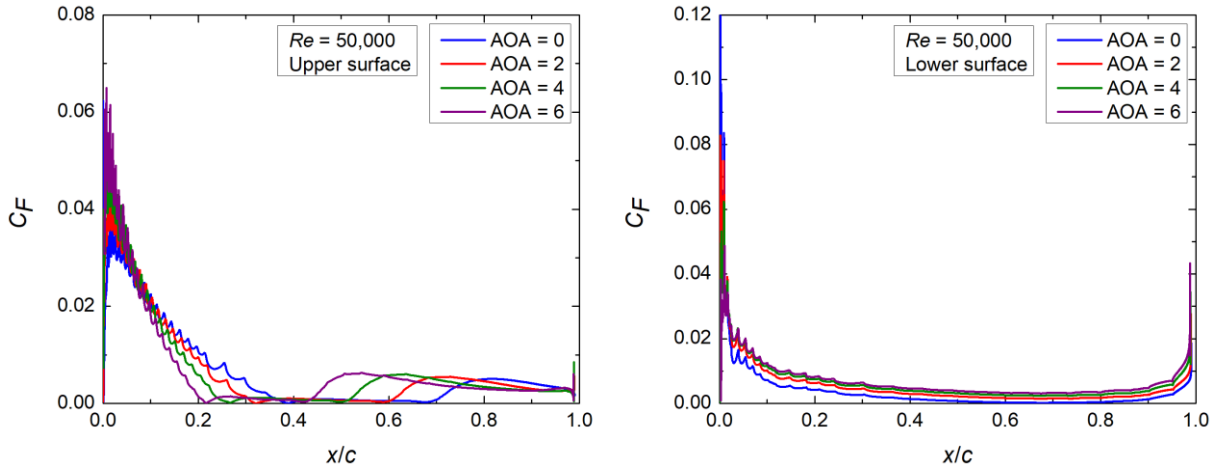 Re = 50,000
Upper surface
AOA = 0
AOA = 2
AOA = 4
AOA = 6
0.08
0.06
0.04
0.02
0.00
CF
0.0 0.2 0.4 0.6 0.8 1.0
x/c
Re = 50,000
Lower surface
AOA = 0
AOA = 2
AOA = 4
AOA = 6
0.12
0.10
0.08
0.06
0.04
0.02
0.00
CF
0.0 0.2 0.4 0.6 0.8 1.0
x/c